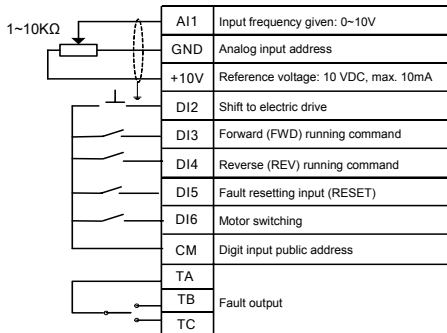 1~10KΩ
AI1 Input frequency given: 0~10V
GND Analog input address
+10V Reference voltage: 10 VDC, max. 10mA
DI2 Shift to electric drive
DI3 Forward (FWD) running command
DI4 Reverse (REV) running command
DI5 Fault resetting input (RESET)
DI6 Motor switching
CM Digit input public address
TA
TB Fault output
TC